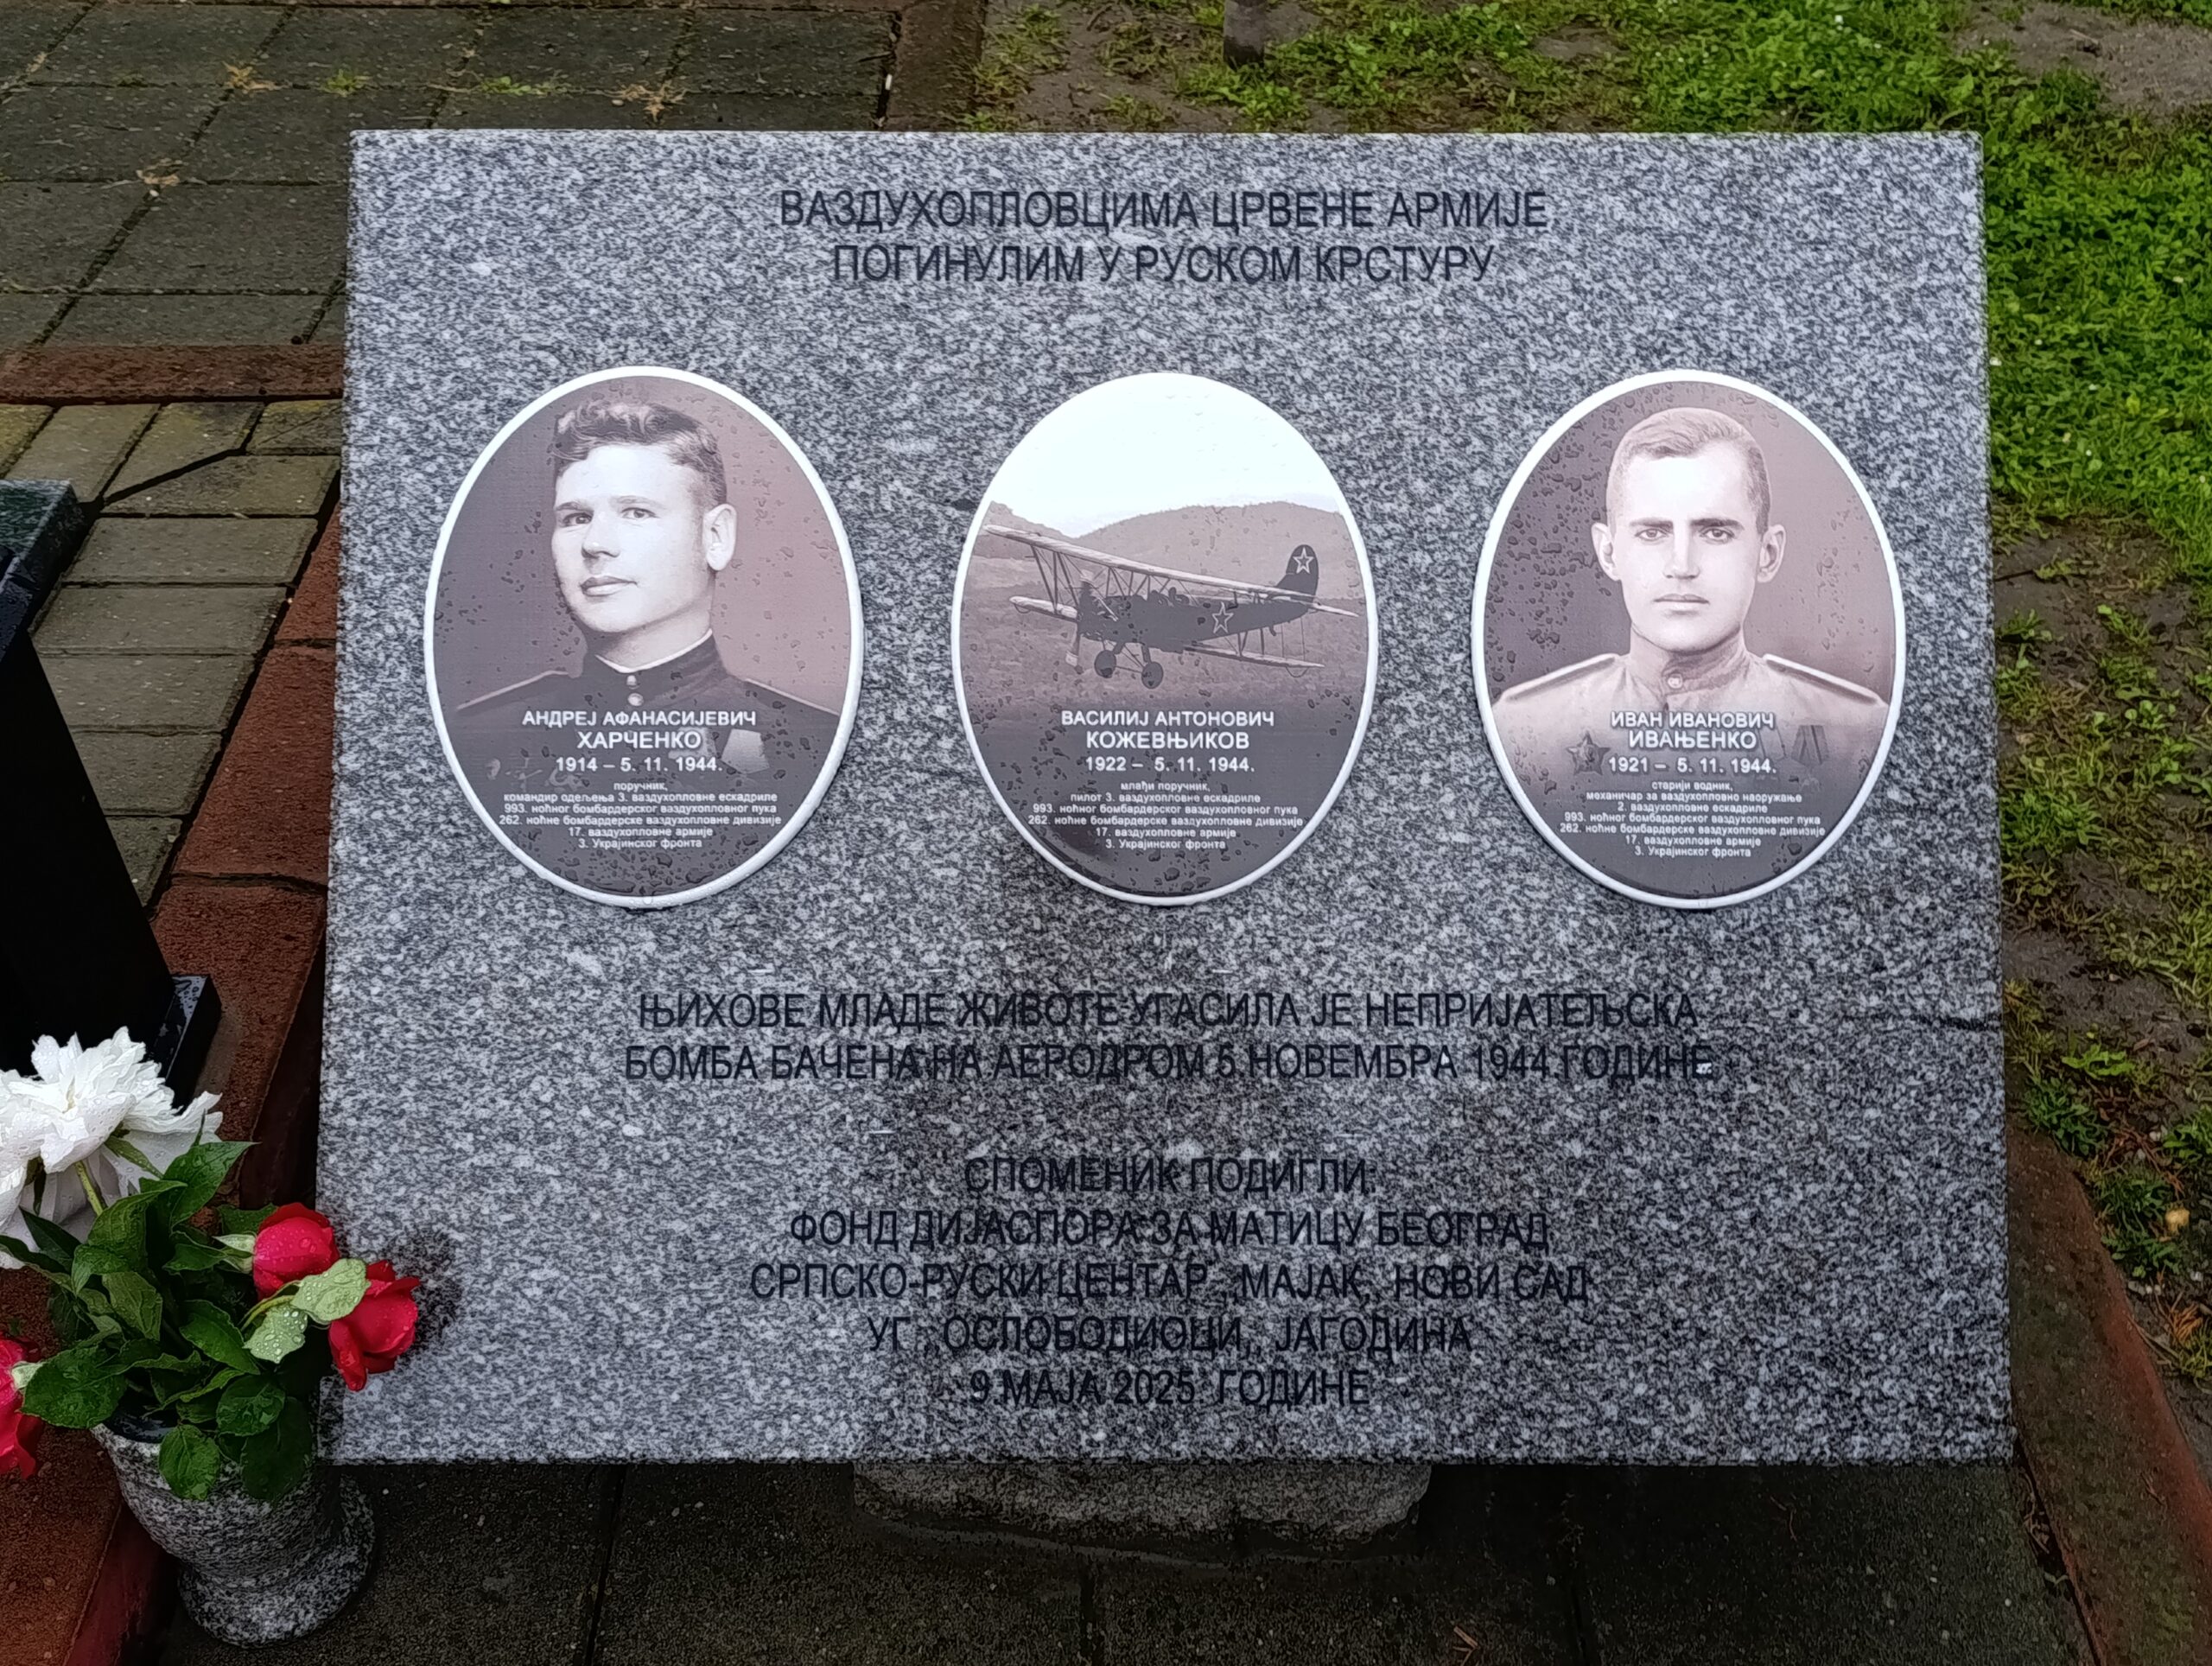 ВАЗДУХОПЛОВЦИМА ЦРВЕНЕ АРМИЈЕ
ПОГИНУЛИМ У РУСКОМ КРСТУРУ
АНДРЕЈ АФАНАСИЈЕВИЧ
ХАРЧЕНКО
1914 – 5. 11. 1944.
поручник,
командир одељења 3. ваздухопловне ескадриле
993. ноћног бомбардерског ваздухопловног пука
262. ноћне бомбардерске ваздухопловне дивизије
17. ваздухопловне армије
3. Украјинског фронта
ВАСИЛИЈ АНТОНОВИЧ
КОЖЕВЊИКОВ
1922 – 5. 11. 1944.
млађи поручник,
пилот 3. ваздухопловне ескадриле
993. ноћног бомбардерског ваздухопловног пука
262. ноћне бомбардерске ваздухопловне дивизије
17. ваздухопловне армије
3. Украјинског фронта
ИВАН ИВАНОВИЧ
ИВАЊЕНКО
1921 – 5. 11. 1944.
старији водник,
механичар за ваздухопловно наоружање
2. ваздухопловне ескадриле
993. ноћног бомбардерског ваздухопловног пука
262. ноћне бомбардерске ваздухопловне дивизије
17. ваздухопловне армије
3. Украјинског фронта
ЊИХОВЕ МЛАДЕ ЖИВОТЕ УГАСИЛА ЈЕ НЕПРИЈАТЕЉСКА
БОМБА БАЧЕНА НА АЕРОДРОМ 5 НОВЕМБРА 1944.ГОДИНЕ
СПОМЕНИК ПОДИГЛИ:
ФОНД ДИЈАСПОРА ЗА МАТИЦУ БЕОГРАД
СРПСКО-РУСКИ ЦЕНТАР ,,МАЈАК,, НОВИ САД
УГ ,,ОСЛОБОДИОЦИ,, ЈАГОДИНА
9 МАЈА 2025. ГОДИНЕ